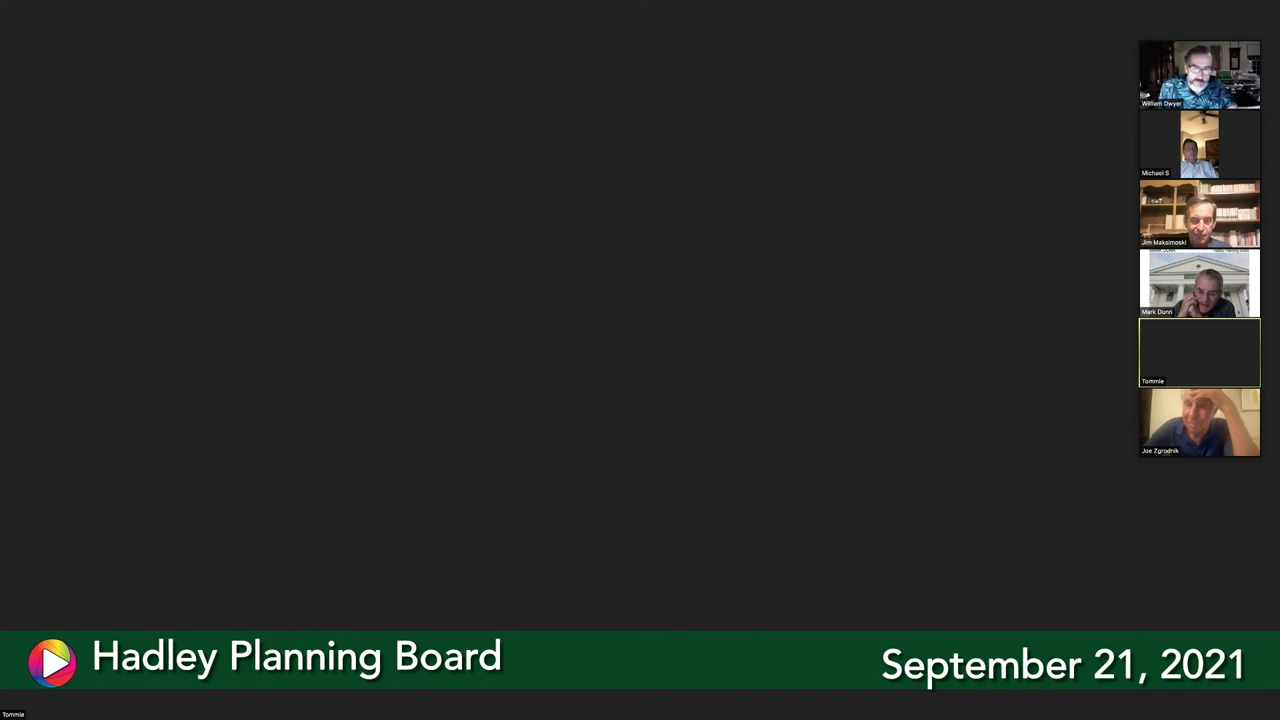 William Dwyer
Michael S
Jim Maksimoski
Mark Dunn
Tommie
Joe Zgrodnik
Hadley Planning Board
September 21, 2021
Tommie